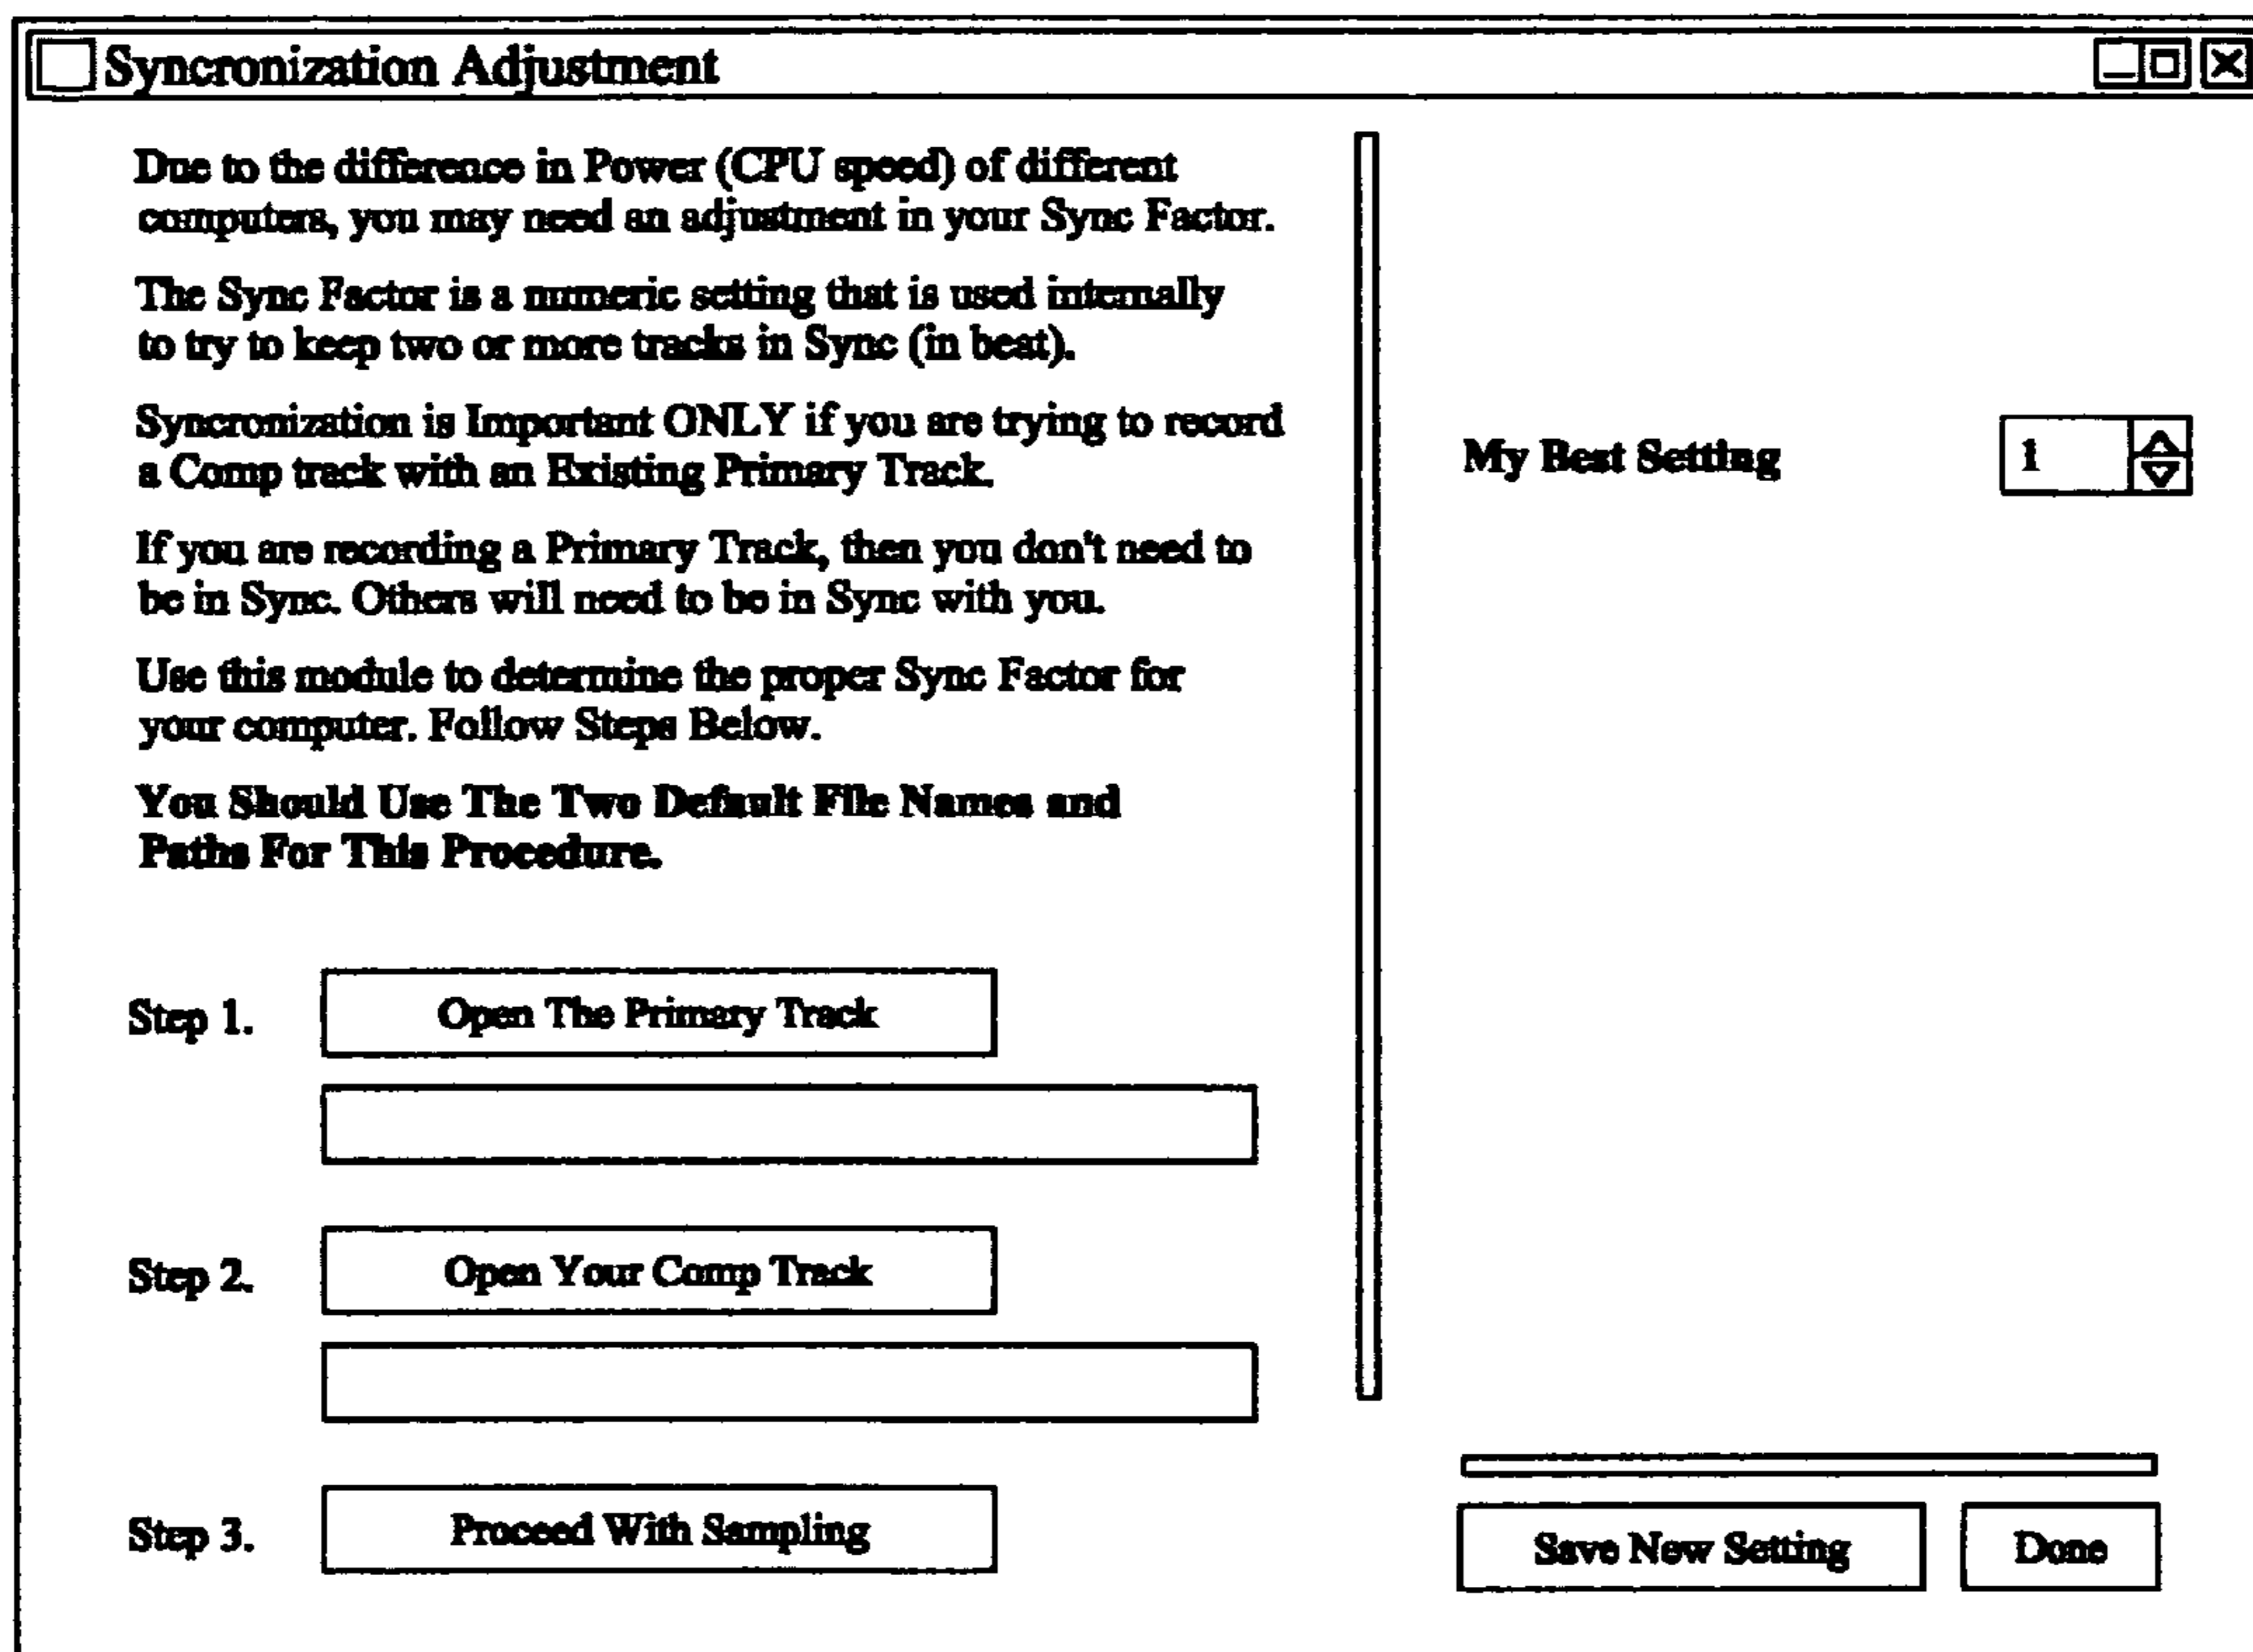 Syncronization Adjustment
Due to the difference in Power (CPU speed) of different
computers, you may need an adjustment in your Sync Factor.
The Sync Factor is a numeric setting that is used internally
to try to keep two or more tracks in Sync (in beat).
Syncronization is Important ONLY if you are trying to record
a Comp track with an Existing Primary Track.
If you are recording a Primary Track, then you don't need to
be in Sync. Others will need to be in Sync with you.
Use this module to determine the proper Sync Factor for
your computer. Follow Steps Below.
You Should Use The Two Default File Names and
Paths For This Procedure.
Step 1.
Open The Primary Track
Step 2.
Open Your Comp Track
Step 3.
Proceed With Sampling
My Best Setting
1
Save New Setting
Done